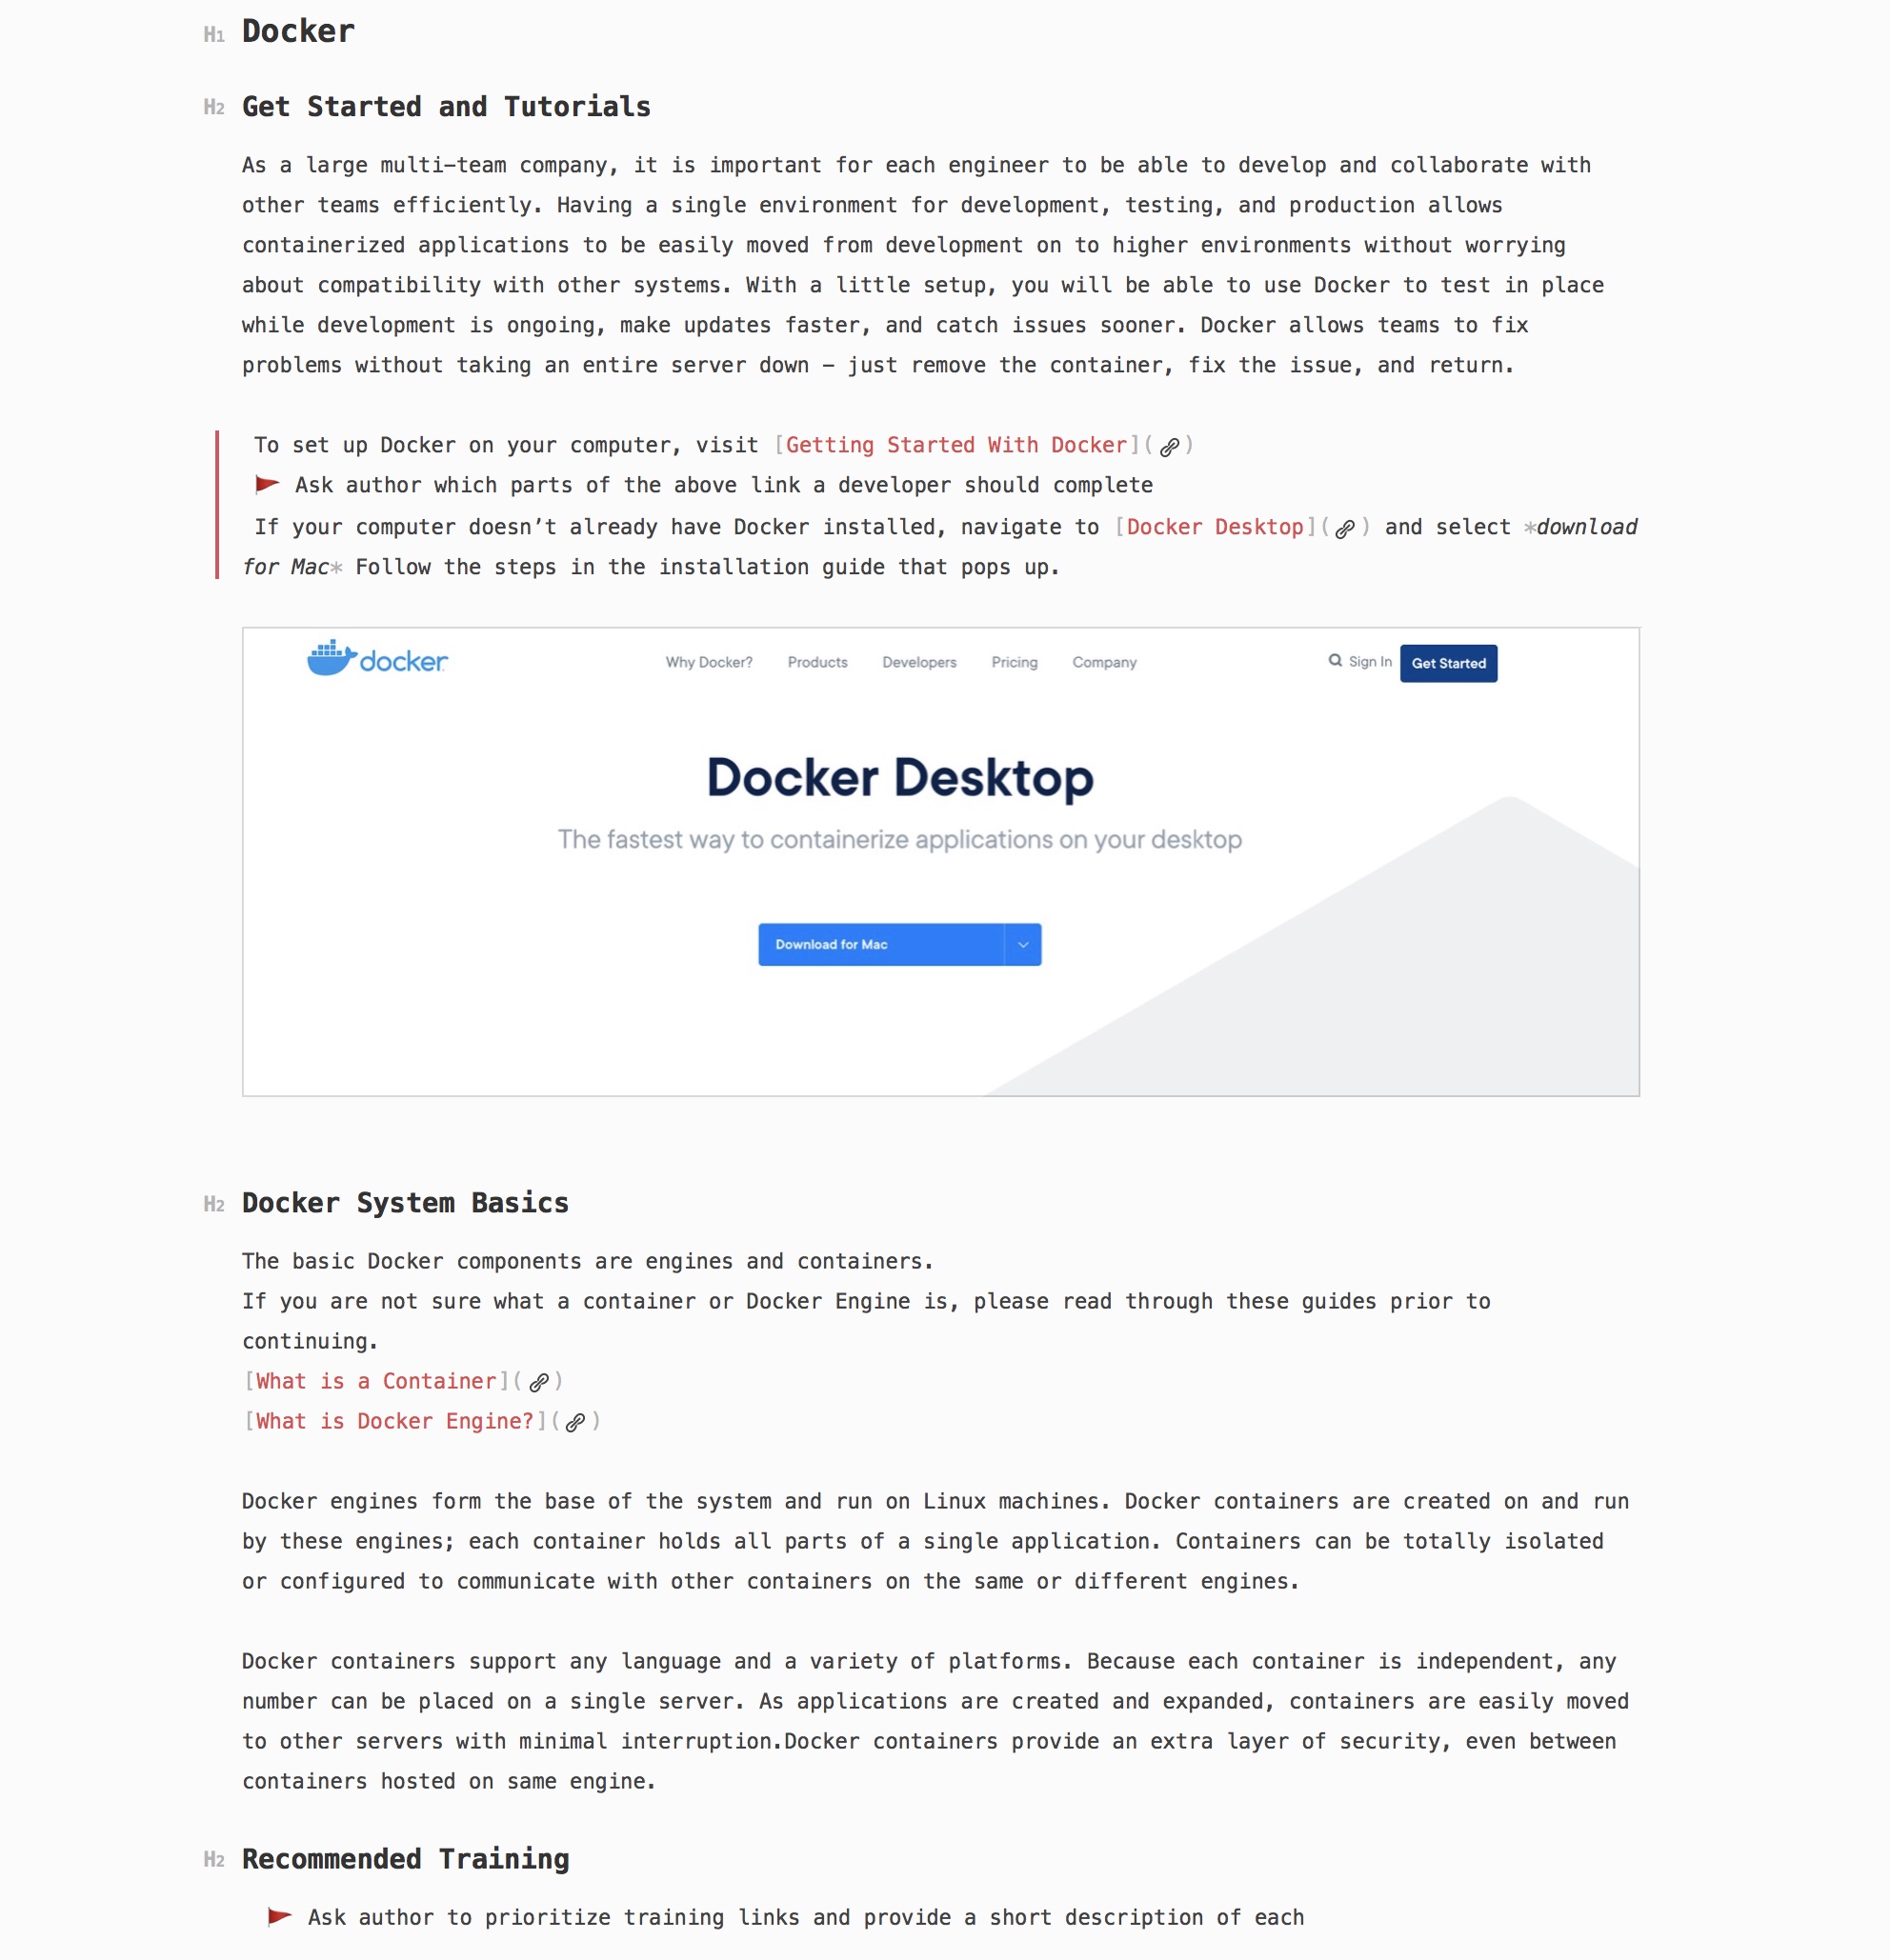 H1 Docker
H2 Get Started and Tutorials
As a large multi-team company, it is important for each engineer to be able to develop and collaborate with
other teams efficiently. Having a single environment for development, testing, and production allows
containerized applications to be easily moved from development on to higher environments without worrying
about compatibility with other systems. With a little setup, you will be able to use Docker to test in place
while development is ongoing, make updates faster, and catch issues sooner. Docker allows teams to fix
problems without taking an entire server down – just remove the container, fix the issue, and return.
To set up Docker on your computer, visit [Getting Started With Docker]()
Ask author which parts of the above link a developer should complete
If your computer doesn’t already have Docker installed, navigate to [Docker Desktop]() and select *download
for Mac* Follow the steps in the installation guide that pops up.
docker Why Docker? Products Developers Pricing Company Sign In Get Started
Docker Desktop
The fastest way to containerize applications on your desktop
Download for Mac
H2 Docker System Basics
The basic Docker components are engines and containers.
If you are not sure what a container or Docker Engine is, please read through these guides prior to
continuing.
[What is a Container]()
[What is Docker Engine?]()
Docker engines form the base of the system and run on Linux machines. Docker containers are created on and run
by these engines; each container holds all parts of a single application. Containers can be totally isolated
or configured to communicate with other containers on the same or different engines.
Docker containers support any language and a variety of platforms. Because each container is independent, any
number can be placed on a single server. As applications are created and expanded, containers are easily moved
to other servers with minimal interruption.Docker containers provide an extra layer of security, even between
containers hosted on same engine.
H2 Recommended Training
Ask author to prioritize training links and provide a short description of each